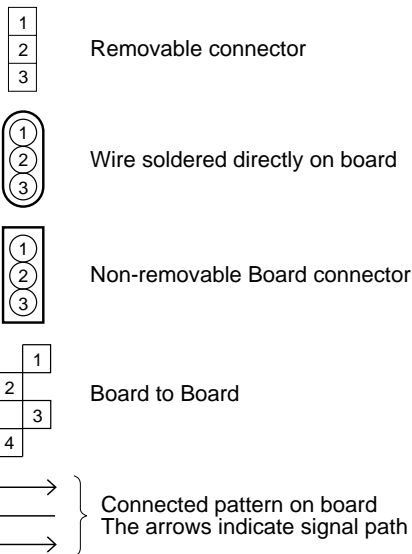 1
2
3
Removable connector
1
2
3
Wire soldered directly on board
1
2
3
Non-removable Board connector
1
2
3
4
Board to Board
Connected pattern on board
The arrows indicate signal path